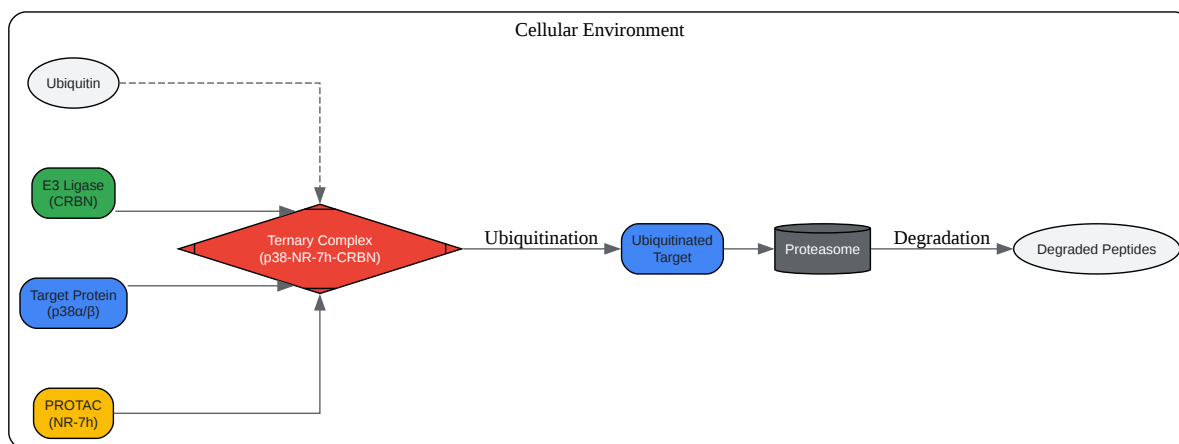 Cellular Environment
Ubiquitin
E3 Ligase
(CRBN)
Target Protein
(p38α/β)
PROTAC
(NR-7h)
Ternary Complex
(p38-NR-7h-CRBN)
Ubiquitination
Ubiquitinated
Target
Proteasome
Degradation
Degraded Peptides